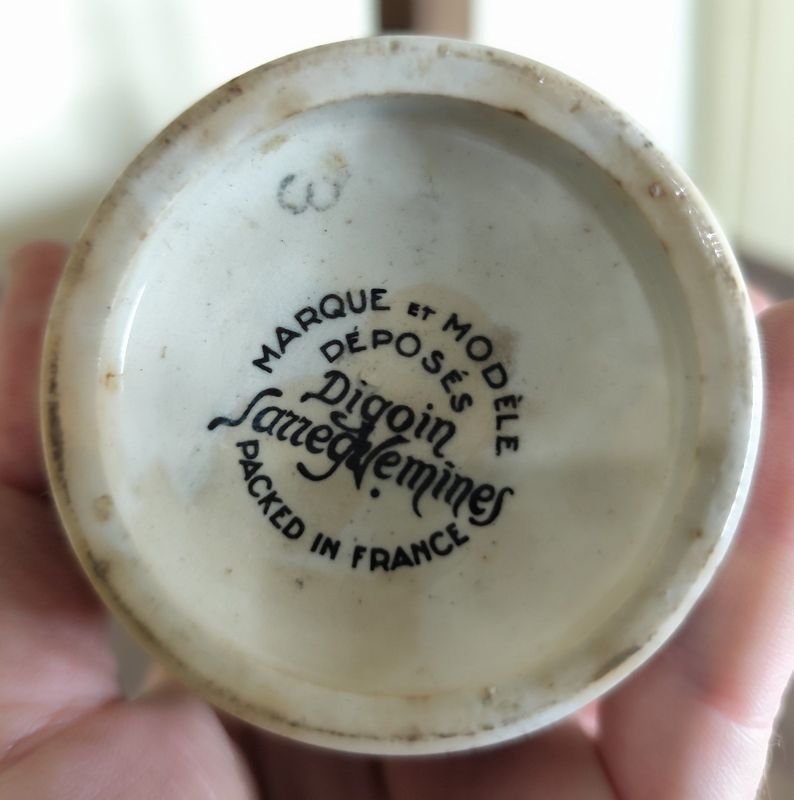 3
MARQUE ET MODÈLE
DÉPOSÉS
Digoin
Sarreguemines
PACKED IN FRANCE